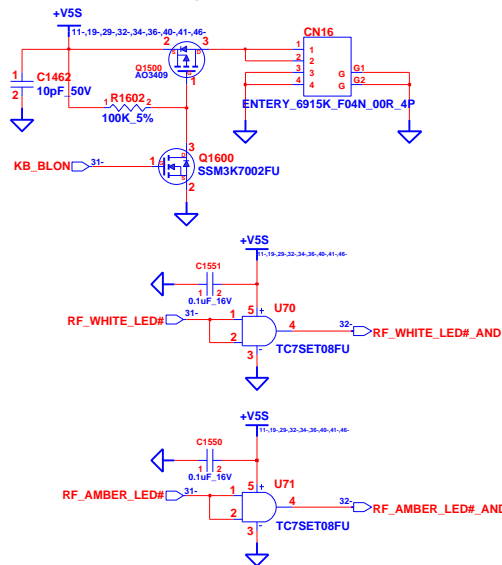 +V5S
11-,19-,29-,32-,34-,36-,40-,41-,46-
2 3
Q1500
AO3409
1
CN16
1 1
2 2
3 3
4 4
G G1
G G2
ENTERY_6915K_F04N_00R_4P
1
C1462
10pF_50V
2
R1602
1 2
100K_5%
KB_BLON 31-
1
3
Q1600
SSM3K7002FU
2
+V5S
11-,19-,29-,32-,34-,36-,40-,41-,46-
C1551
1 2
0.1uF_16V
RF_WHITE_LED# 31-
1
2
5 +
U70
4
3 -
TC7SET08FU
32- RF_WHITE_LED#_AND
+V5S
11-,19-,29-,32-,34-,36-,40-,41-,46-
C1550
1 2
0.1uF_16V
RF_AMBER_LED# 31-
1
2
5 +
U71
4
3 -
TC7SET08FU
32- RF_AMBER_LED#_AND